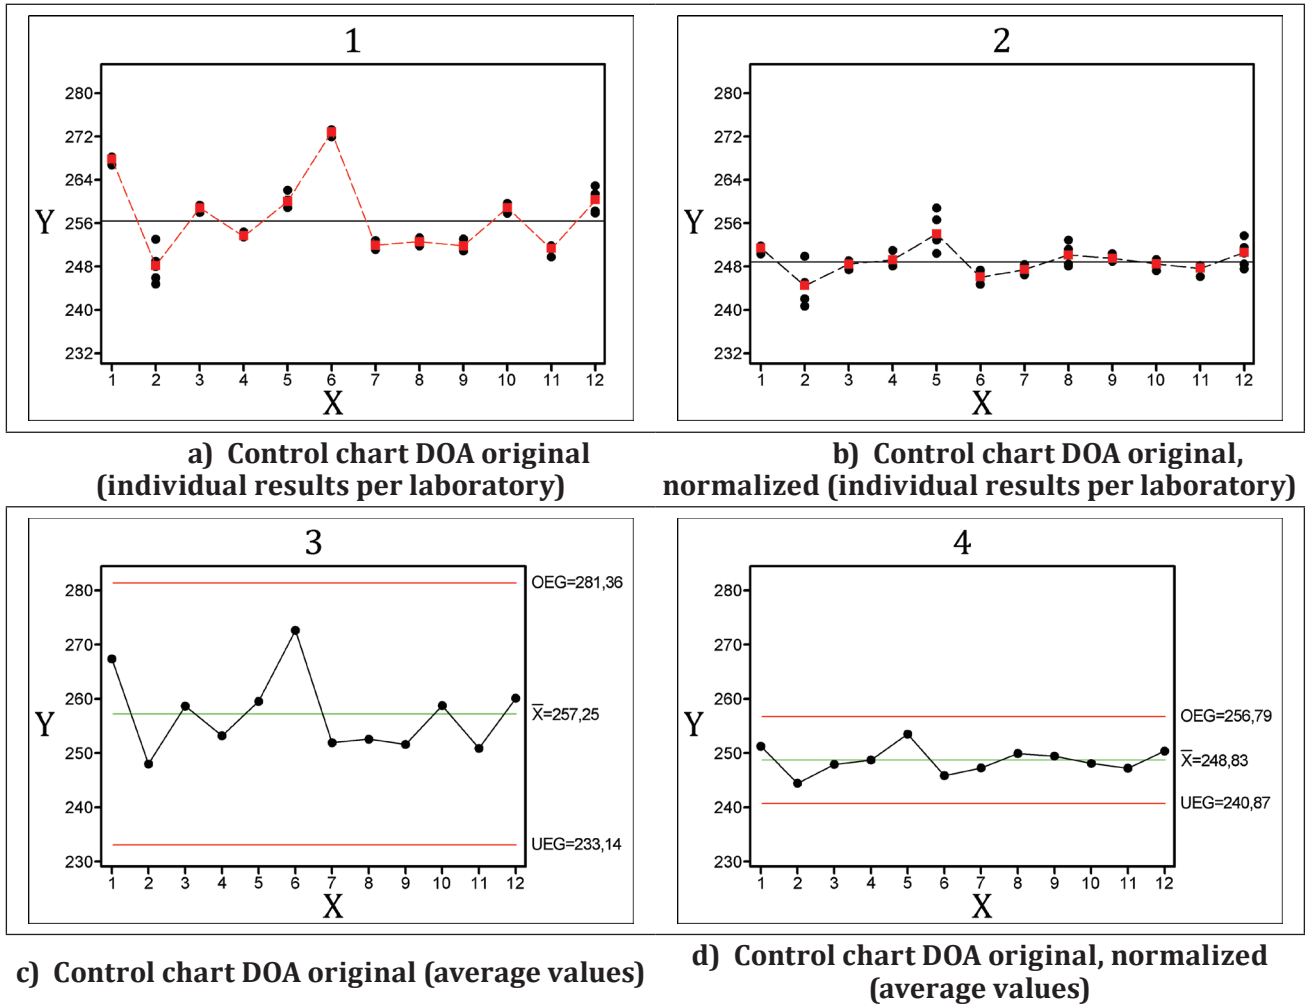 1
280
272
264
256
248
240
232
Y
1 2 3 4 5 6 7 8 9 10 11 12
X
2
280
272
264
256
248
240
232
Y
1 2 3 4 5 6 7 8 9 10 11 12
X
a) Control chart DOA original
(individual results per laboratory)
b) Control chart DOA original,
normalized (individual results per laboratory)
3
280
270
260
250
240
230
Y
OEG=281,36
X̅=257,25
UEG=233,14
1 2 3 4 5 6 7 8 9 10 11 12
X
4
280
270
260
250
240
230
Y
OEG=256,79
X̅=248,83
UEG=240,87
1 2 3 4 5 6 7 8 9 10 11 12
X
c) Control chart DOA original (average values)
d) Control chart DOA original, normalized
(average values)